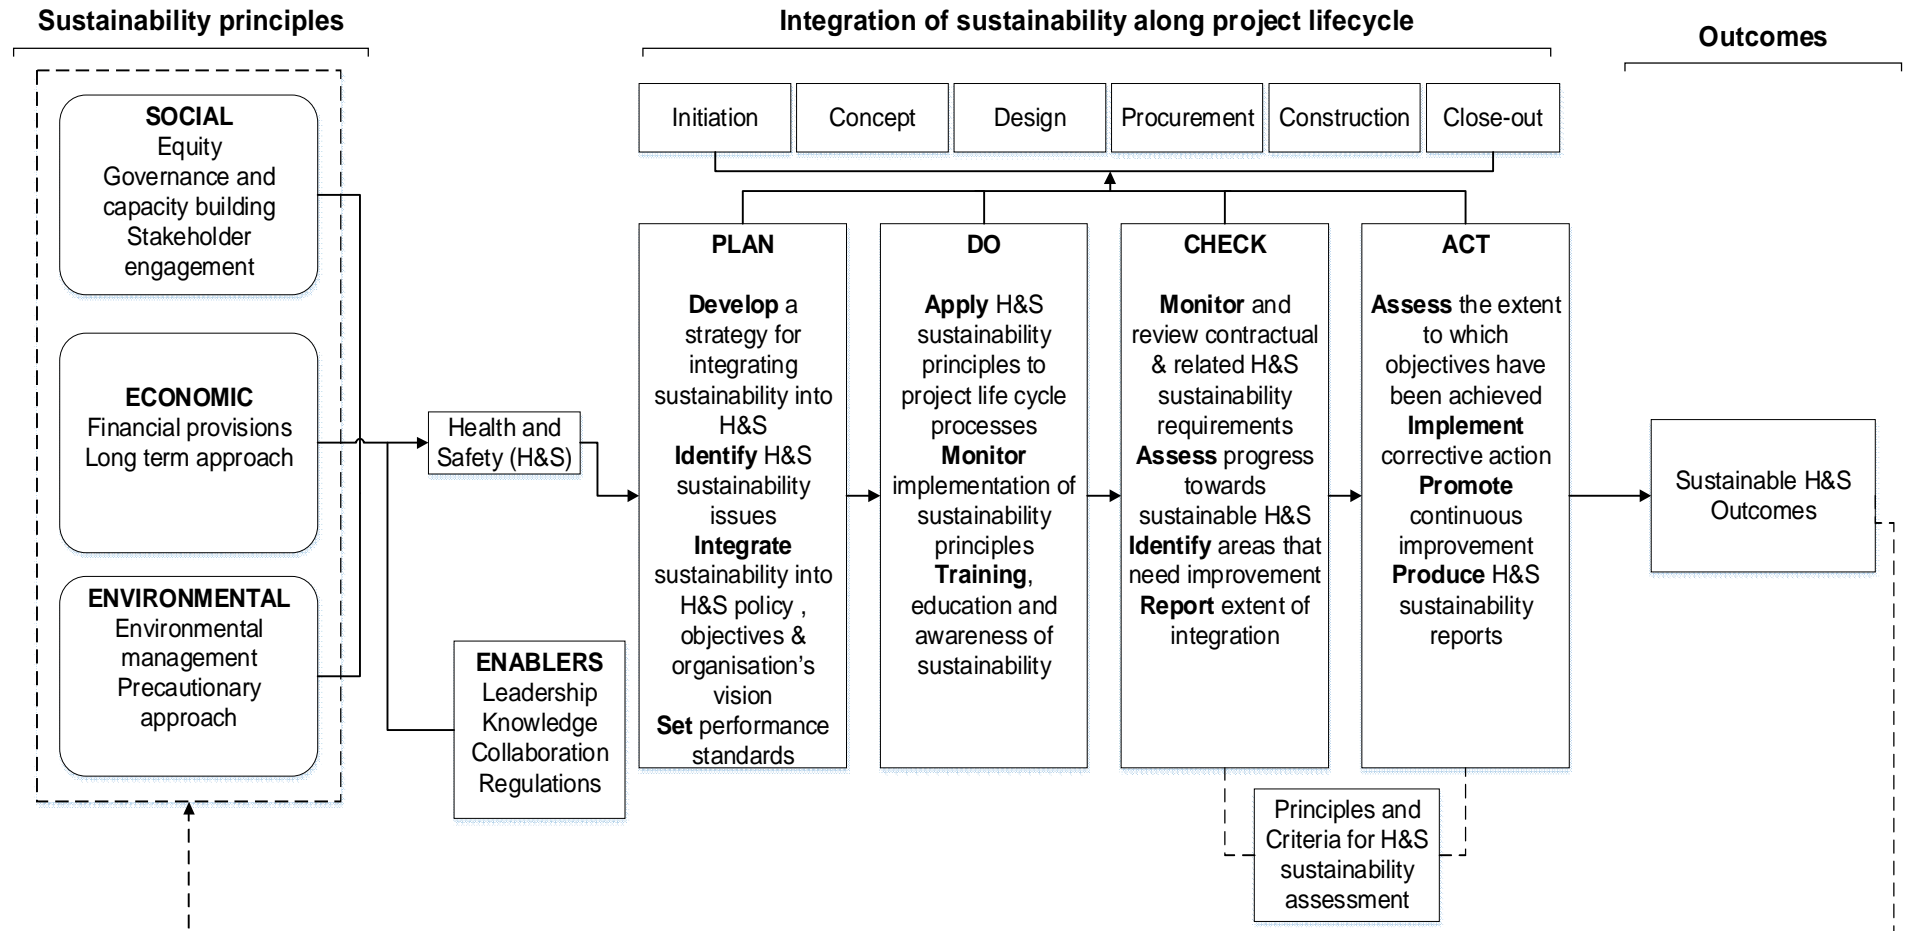 Sustainability principles
Integration of sustainability along project lifecycle
Outcomes
SOCIAL
Equity
Governance and
capacity building
Stakeholder
engagement
ECONOMIC
Financial provisions
Long term approach
ENVIRONMENTAL
Environmental
management
Precautionary
approach
Health and
Safety (H&S)
ENABLERS
Leadership
Knowledge
Collaboration
Regulations
Initiation
Concept
Design
Procurement
Construction
Close-out
PLAN
Develop a
strategy for
integrating
sustainability into
H&S
Identify H&S
sustainability
issues
Integrate
sustainability into
H&S policy ,
objectives &
organisation’s
vision
Set performance
standards
DO
Apply H&S
sustainability
principles to
project life cycle
processes
Monitor
implementation of
sustainability
principles
Training,
education and
awareness of
sustainability
CHECK
Monitor and
review contractual
& related H&S
sustainability
requirements
Assess progress
towards
sustainable H&S
Identify areas that
need improvement
Report extent of
integration
ACT
Assess the extent
to which
objectives have
been achieved
Implement
corrective action
Promote
continuous
improvement
Produce H&S
sustainability
reports
Principles and
Criteria for H&S
sustainability
assessment
Sustainable H&S
Outcomes